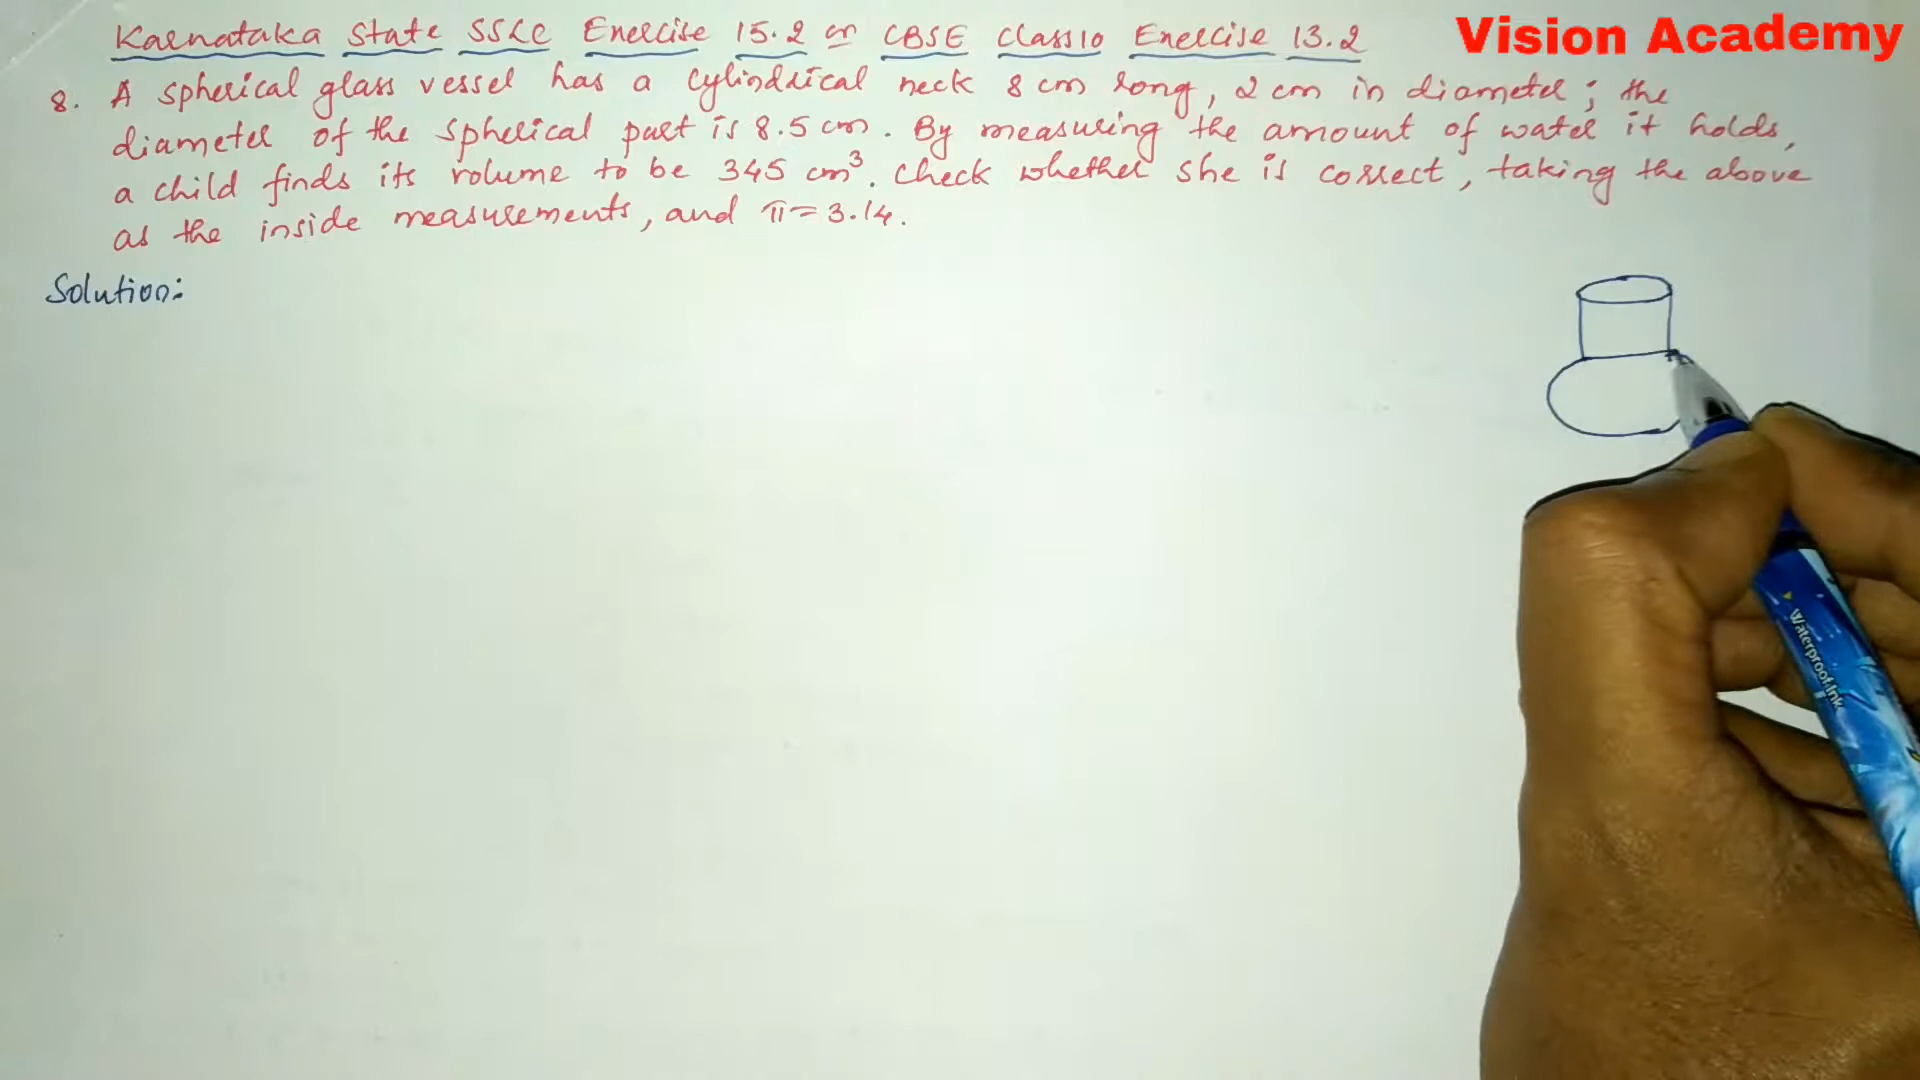 Karnataka State SSLC Exercise 15.2 or CBSE Class10 Exercise 13.2
Vision Academy
8. A spherical glass vessel has a cylindrical neck 8 cm long, 2 cm in diameter; the
diameter of the spherical part is 8.5 cm. By measuring the amount of water it holds,
a child finds its volume to be 345 cm³. Check whether she is correct, taking the above
as the inside measurements, and π = 3.14.
Solution:
Waterproof Ink